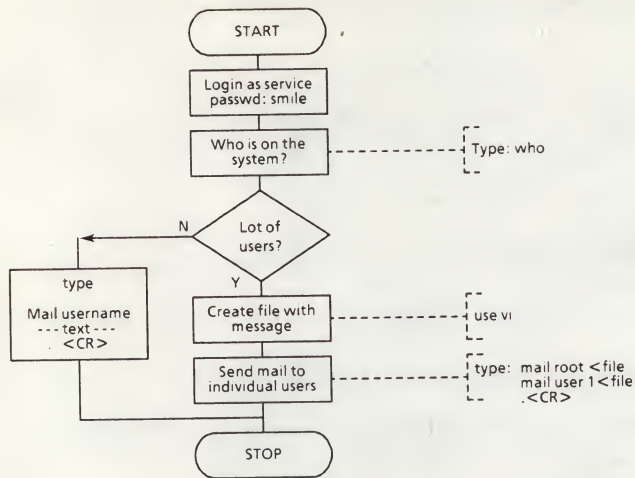 START
Login as service
passwd: smile
Who is on the
system?
Type: who
Lot of
users?
N
Y
type
Mail username
--- text ---
. <CR>
Create file with
message
use vi
Send mail to
individual users
type: mail root <file
mail user 1<file
.<CR>
STOP